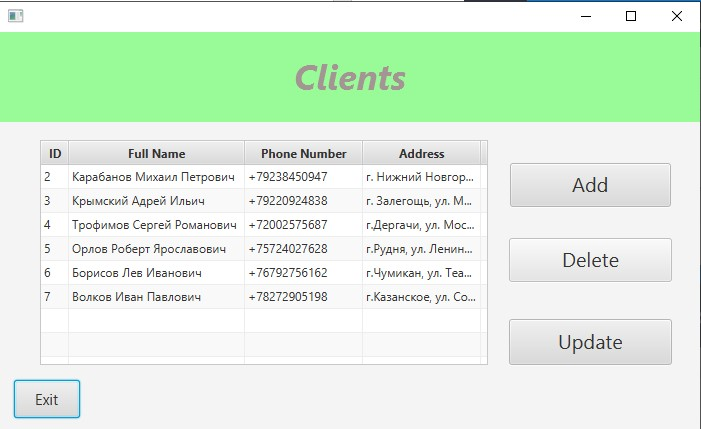 Clients
ID Full Name Phone Number Address
2 Карабанов Михаил Петрович +79238450947 г. Нижний Новгор...
3 Крымский Адрей Ильич +79220924838 г. Залегощь, ул. М...
4 Трофимов Сергей Романович +72002575687 г.Дергачи, ул. Мос...
5 Орлов Роберт Ярославович +75724027628 г.Рудня, ул. Ленин...
6 Борисов Лев Иванович +76792756162 г.Чумикан, ул. Теа...
7 Волков Иван Павлович +78272905198 г.Казанское, ул. Со...
Add
Delete
Update
Exit